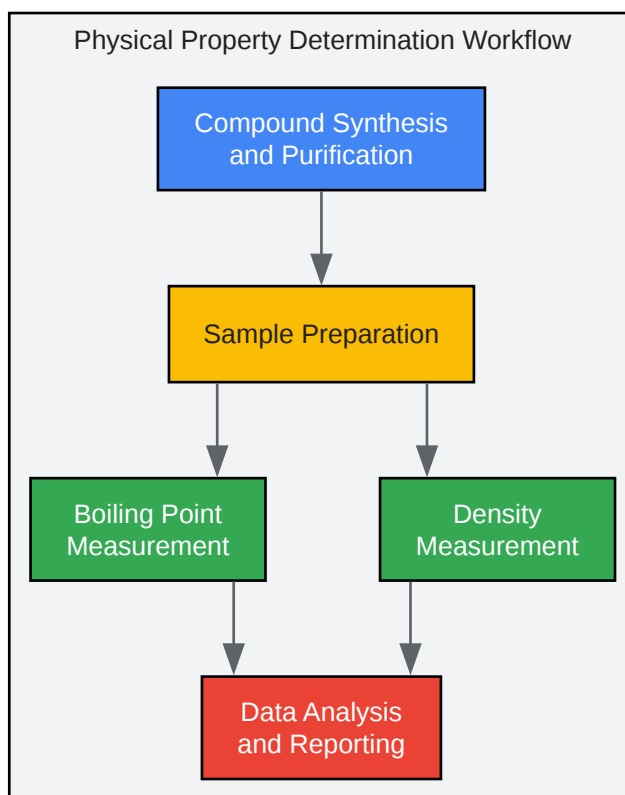 Physical Property Determination Workflow
Compound Synthesis
and Purification
Sample Preparation
Boiling Point
Measurement
Density
Measurement
Data Analysis
and Reporting